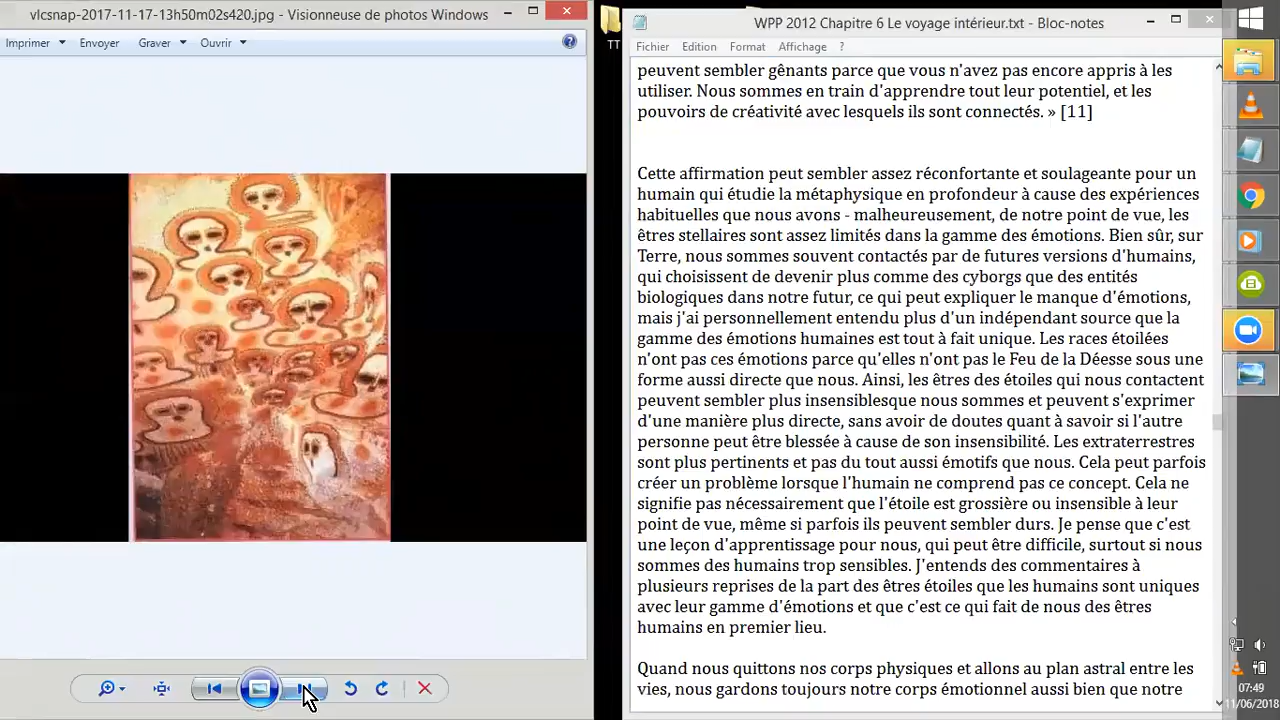 vlcsnap-2017-11-17-13h50m02s420.jpg - Visionneuse de photos Windows
Imprimer Envoyer Graver Ouvrir
TT
WPP 2012 Chapitre 6 Le voyage intérieur.txt - Bloc-notes
Fichier Edition Format Affichage ?
peuvent sembler gênants parce que vous n'avez pas encore appris à les
utiliser. Nous sommes en train d'apprendre tout leur potentiel, et les
pouvoirs de créativité avec lesquels ils sont connectés. » [11]
Cette affirmation peut sembler assez réconfortante et soulageante pour un
humain qui étudie la métaphysique en profondeur à cause des expériences
habituelles que nous avons - malheureusement, de notre point de vue, les
êtres stellaires sont assez limités dans la gamme des émotions. Bien sûr, sur
Terre, nous sommes souvent contactés par de futures versions d'humains,
qui choisissent de devenir plus comme des cyborgs que des entités
biologiques dans notre futur, ce qui peut expliquer le manque d'émotions,
mais j'ai personnellement entendu plus d'un indépendant source que la
gamme des émotions humaines est tout à fait unique. Les races étoilées
n'ont pas ces émotions parce qu'elles n'ont pas le Feu de la Déesse sous une
forme aussi directe que nous. Ainsi, les êtres des étoiles qui nous contactent
peuvent sembler plus insensiblesque nous sommes et peuvent s'exprimer
d'une manière plus directe, sans avoir de doutes quant à savoir si l'autre
personne peut être blessée à cause de son insensibilité. Les extraterrestres
sont plus pertinents et pas du tout aussi émotifs que nous. Cela peut parfois
créer un problème lorsque l'humain ne comprend pas ce concept. Cela ne
signifie pas nécessairement que l'étoile est grossière ou insensible à leur
point de vue, même si parfois ils peuvent sembler durs. Je pense que c'est
une leçon d'apprentissage pour nous, qui peut être difficile, surtout si nous
sommes des humains trop sensibles. J'entends des commentaires à
plusieurs reprises de la part des êtres étoiles que les humains sont uniques
avec leur gamme d'émotions et que c'est ce qui fait de nous des êtres
humains en premier lieu.
Quand nous quittons nos corps physiques et allons au plan astral entre les
vies, nous gardons toujours notre corps émotionnel aussi bien que notre
07:49
11/06/2018